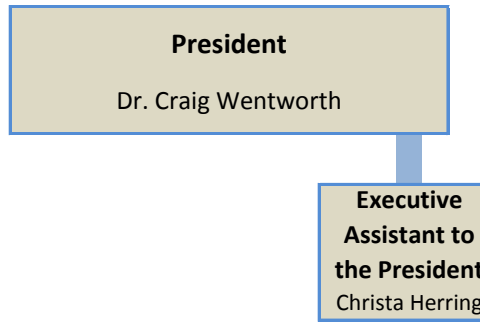 President
Dr. Craig Wentworth
Executive
Assistant to
the President
Christa Herring